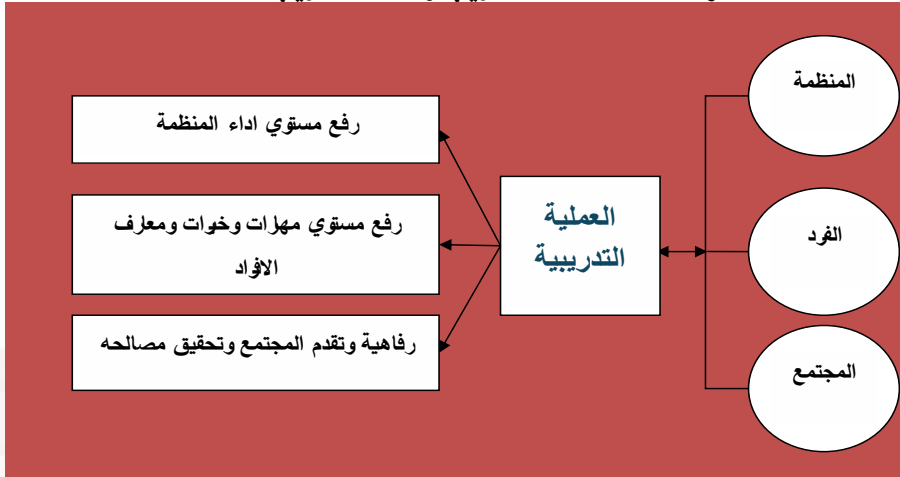 المنظمة
الفرد
المجتمع
العملية
التدريبية
رفع مستوي اداء المنظمة
رفع مستوي مهارات وخبرات ومعارف
الافراد
رفاهية وتقدم المجتمع وتحقيق مصالحه